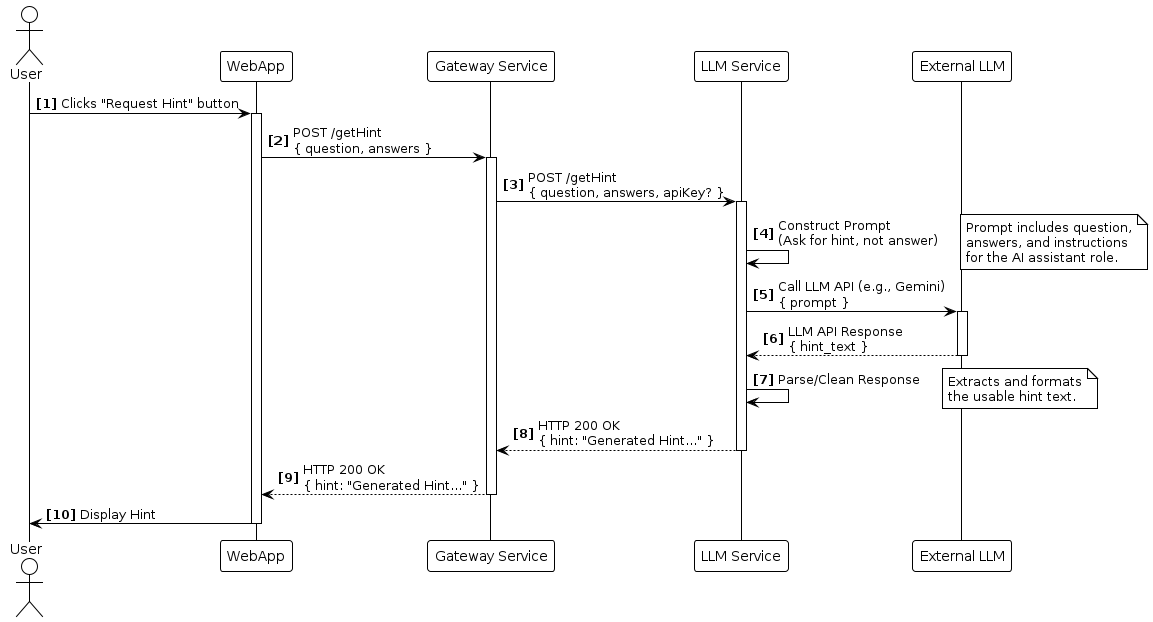 User
WebApp
Gateway Service
LLM Service
External LLM
[1] Clicks "Request Hint" button
[2] POST /getHint
{ question, answers }
[3] POST /getHint
{ question, answers, apiKey? }
[4] Construct Prompt
(Ask for hint, not answer)
Prompt includes question,
answers, and instructions
for the AI assistant role.
[5] Call LLM API (e.g., Gemini)
{ prompt }
[6] LLM API Response
{ hint_text }
[7] Parse/Clean Response
Extracts and formats
the usable hint text.
[8] HTTP 200 OK
{ hint: "Generated Hint..." }
[9] HTTP 200 OK
{ hint: "Generated Hint..." }
[10] Display Hint
User
WebApp
Gateway Service
LLM Service
External LLM